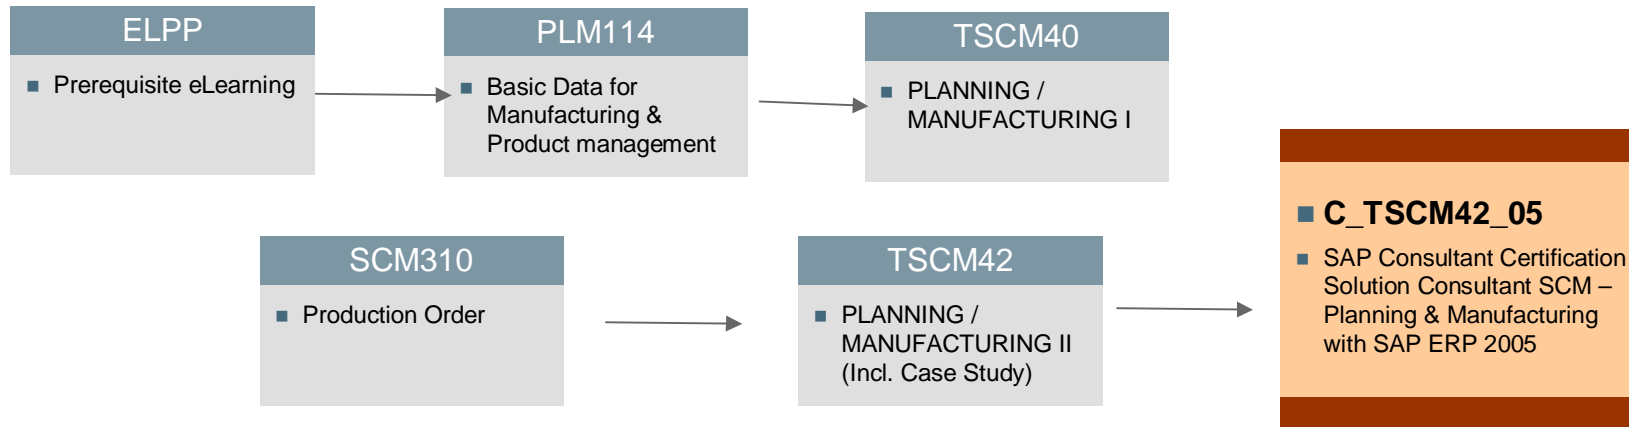 ELPP
Prerequisite eLearning
PLM114
Basic Data for
Manufacturing &
Product management
TSCM40
PLANNING /
MANUFACTURING I
SCM310
Production Order
TSCM42
PLANNING /
MANUFACTURING II
(Incl. Case Study)
C_TSCM42_05
SAP Consultant Certification
Solution Consultant SCM –
Planning & Manufacturing
with SAP ERP 2005